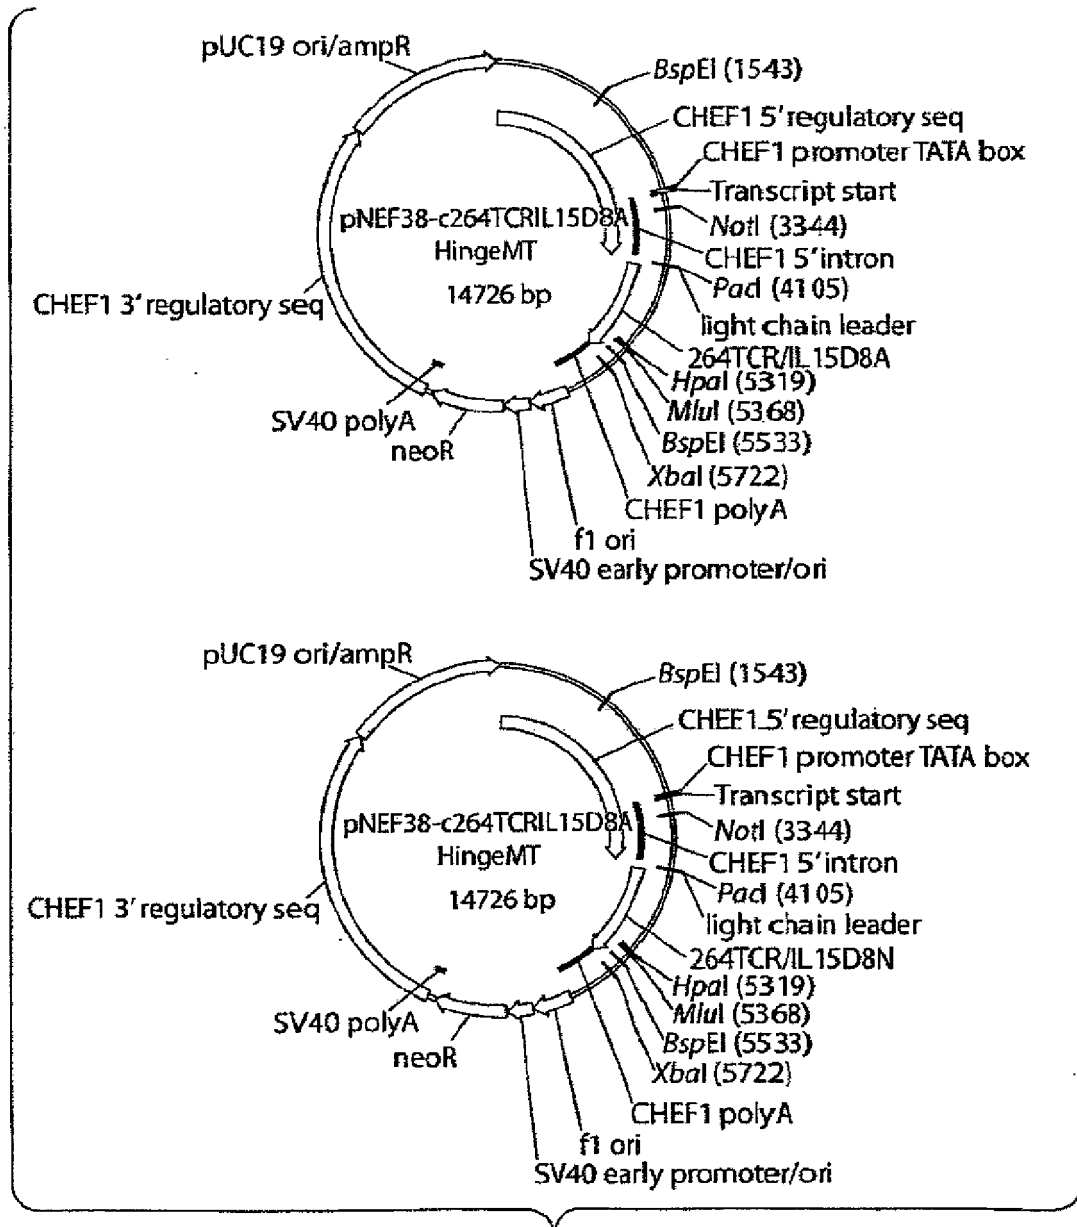 pUC19 ori/ampR
BspEI (1543)
CHEF1 5' regulatory seq
CHEF1 promoter TATA box
Transcript start
NotI (3344)
CHEF1 5' intron
PacI (4105)
light chain leader
264TCR/IL15D8A
HpaI (5319)
MluI (5368)
BspEI (5533)
XbaI (5722)
CHEF1 polyA
f1 ori
SV40 early promoter/ori
neoR
SV40 polyA
CHEF1 3' regulatory seq
pNEF38-c264TCRIL15D8A
HingeMT
14726 bp
pUC19 ori/ampR
BspEI (1543)
CHEF1 5' regulatory seq
CHEF1 promoter TATA box
Transcript start
NotI (3344)
CHEF1 5' intron
PacI (4105)
light chain leader
264TCR/IL15D8N
HpaI (5319)
MluI (5368)
BspEI (5533)
XbaI (5722)
CHEF1 polyA
f1 ori
SV40 early promoter/ori
neoR
SV40 polyA
CHEF1 3' regulatory seq
pNEF38-c264TCRIL15D8A
HingeMT
14726 bp